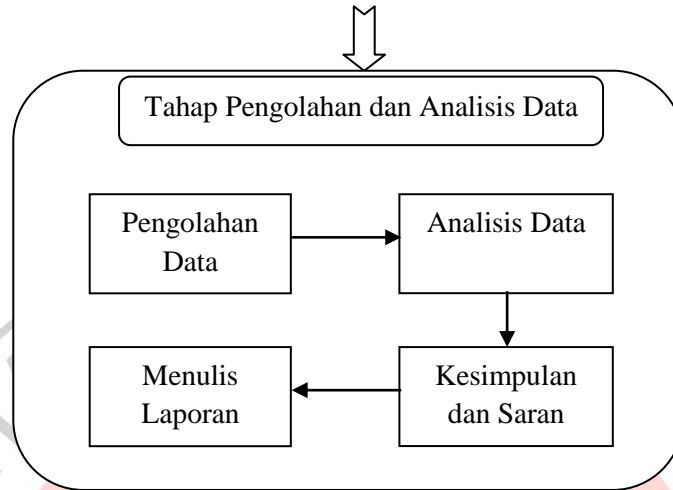 Tahap Pengolahan dan Analisis Data
Pengolahan
Data
Analisis Data
Kesimpulan
dan Saran
Menulis
Laporan